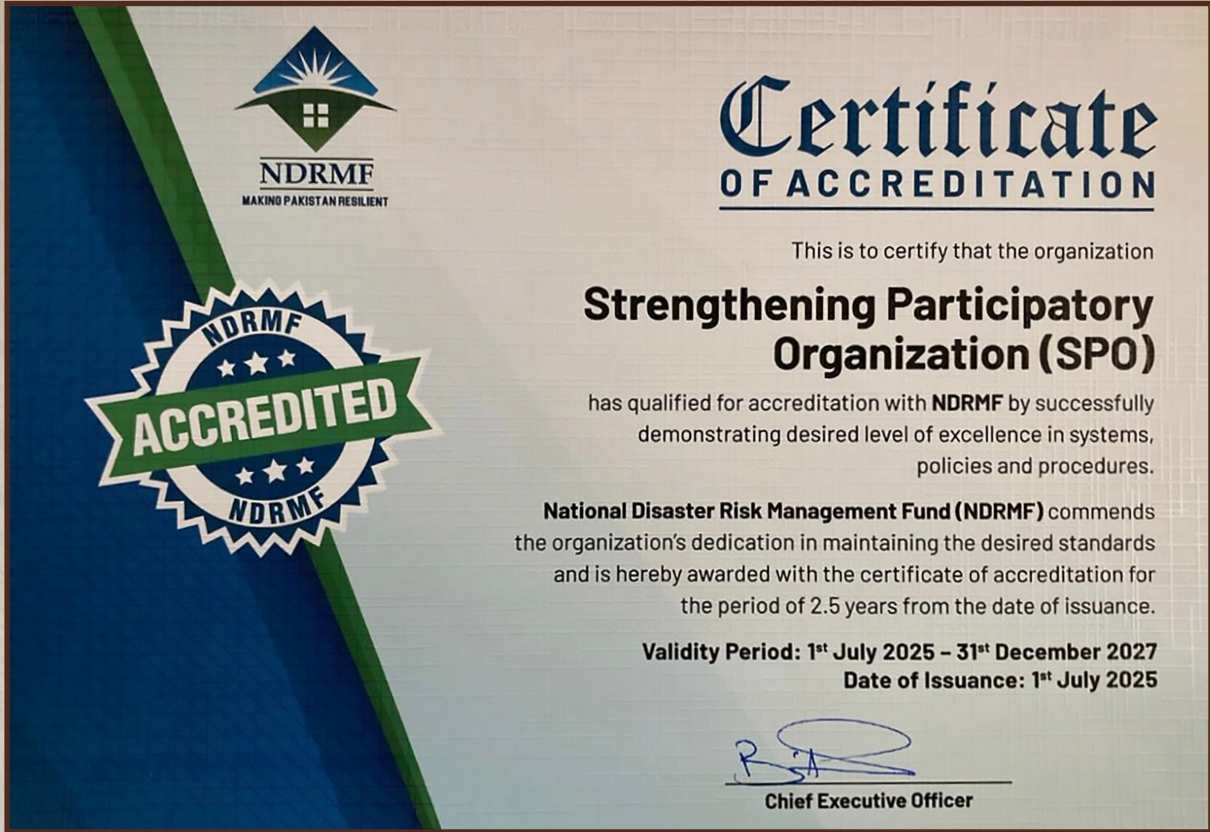 NDRMF
MAKING PAKISTAN RESILIENT
Certificate
OF ACCREDITATION
This is to certify that the organization
Strengthening Participatory
Organization (SPO)
has qualified for accreditation with NDRMF by successfully
demonstrating desired level of excellence in systems,
policies and procedures.
National Disaster Risk Management Fund (NDRMF) commends
the organization's dedication in maintaining the desired standards
and is hereby awarded with the certificate of accreditation for
the period of 2.5 years from the date of issuance.
Validity Period: 1st July 2025 – 31st December 2027
Date of Issuance: 1st July 2025
Chief Executive Officer
NDRMF
ACCREDITED
NDRMF